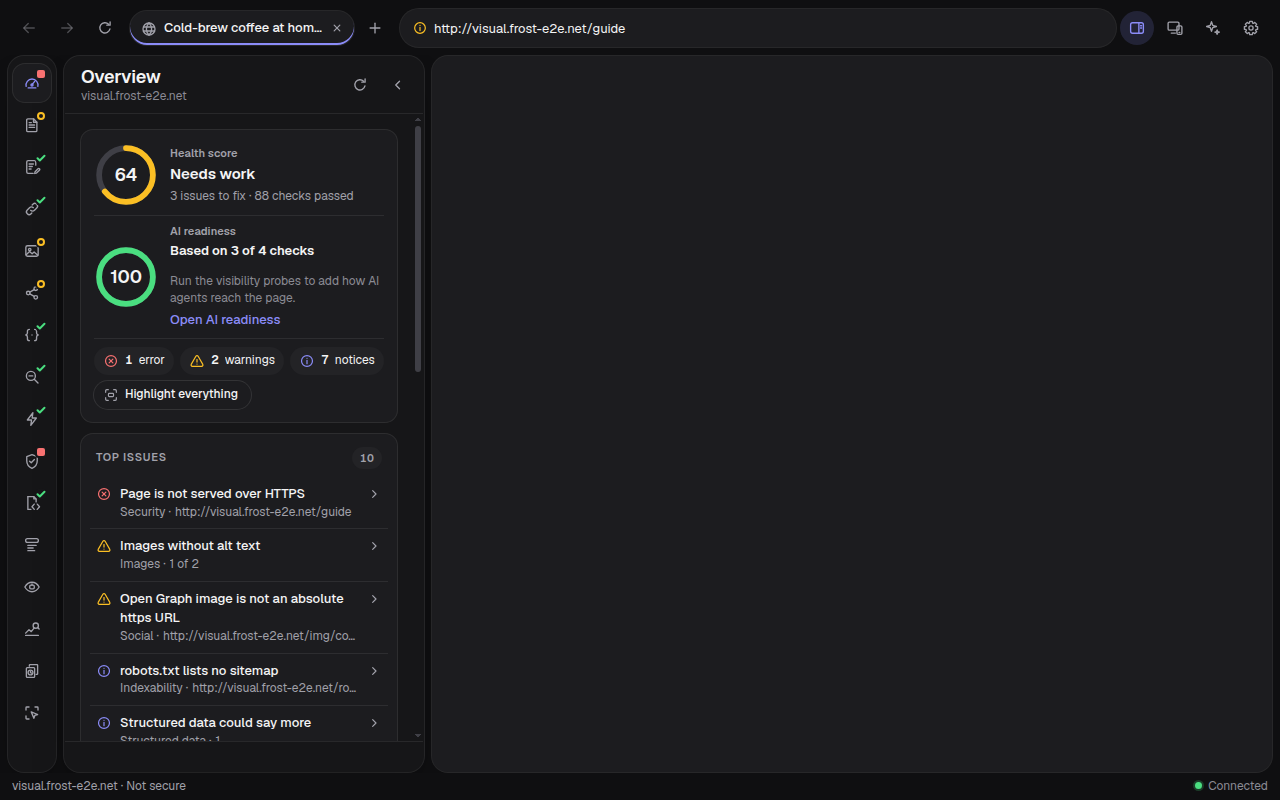 Cold-brew coffee at hom…
http://visual.frost-e2e.net/guide
Overview
visual.frost-e2e.net
64
Health score
Needs work
3 issues to fix · 88 checks passed
100
AI readiness
Based on 3 of 4 checks
Run the visibility probes to add how AI
agents reach the page.
Open AI readiness
1 error
2 warnings
7 notices
Highlight everything
TOP ISSUES
10
Page is not served over HTTPS
Security · http://visual.frost-e2e.net/guide
Images without alt text
Images · 1 of 2
Open Graph image is not an absolute
https URL
Social · http://visual.frost-e2e.net/img/co…
robots.txt lists no sitemap
Indexability · http://visual.frost-e2e.net/ro…
Structured data could say more
Structured data · 1
visual.frost-e2e.net · Not secure
Connected